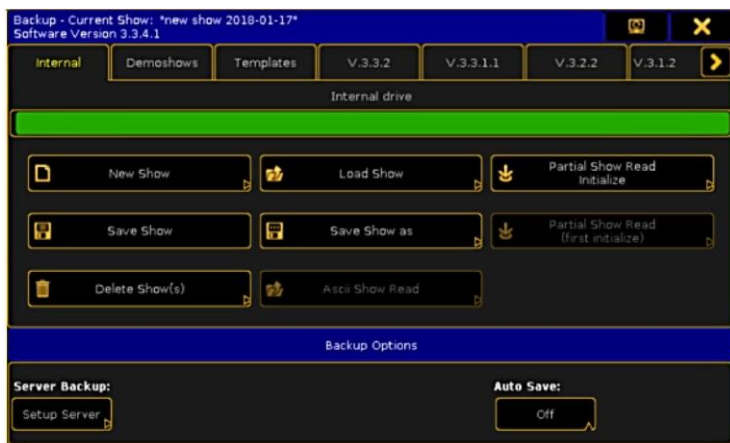 Backup - Current Show: "new show 2018-01-17"
Software Version 3.3.4.1
Internal
Demoshows
Templates
V.3.3.2
V.3.3.1.1
V.3.2.2
V.3.1.2
Internal drive
New Show
Load Show
Partial Show Read
Initialize
Save Show
Save Show as
Partial Show Read
(first initialize)
Delete Show(s)
Ascii Show Read
Backup Options
Server Backup:
Auto Save:
Setup Server
Off